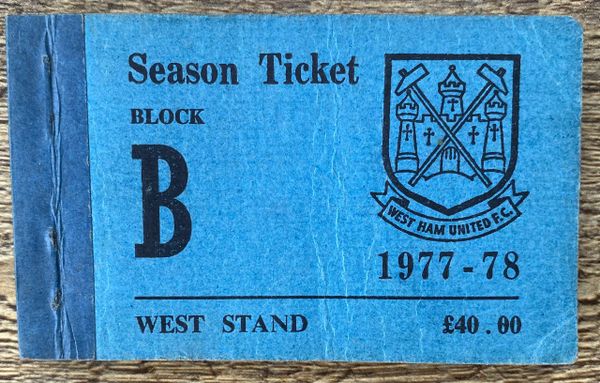 Season Ticket
BLOCK
B
WEST HAM UNITED F.C.
1977-78
WEST STAND £40.00